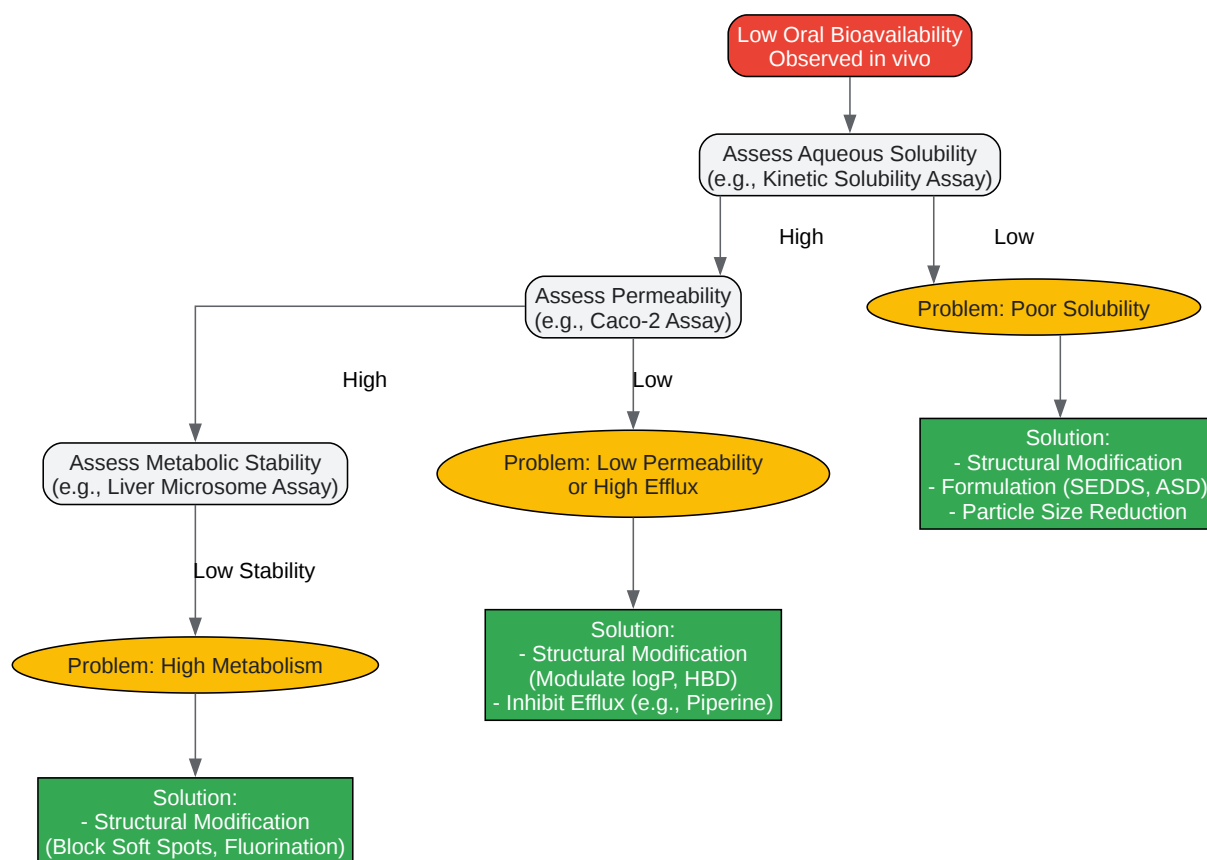 Low Oral Bioavailability
Observed in vivo
Assess Aqueous Solubility
(e.g., Kinetic Solubility Assay)
High
Low
Assess Permeability
(e.g., Caco-2 Assay)
Problem: Poor Solubility
High
Low
Assess Metabolic Stability
(e.g., Liver Microsome Assay)
Problem: Low Permeability
or High Efflux
Solution:
- Structural Modification
- Formulation (SEDDS, ASD)
- Particle Size Reduction
Low Stability
Problem: High Metabolism
Solution:
- Structural Modification
(Modulate logP, HBD)
- Inhibit Efflux (e.g., Piperine)
Solution:
- Structural Modification
(Block Soft Spots, Fluorination)